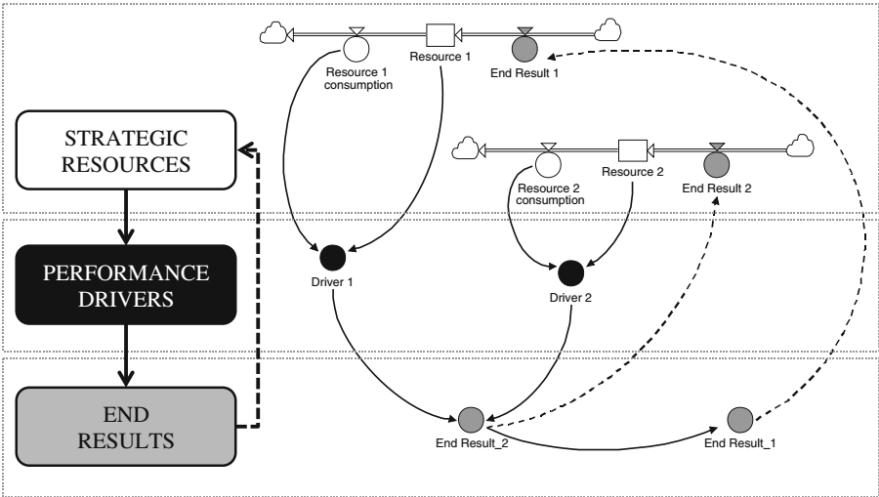 Resource 1
consumption
Resource 1
End Result 1
STRATEGIC
RESOURCES
Resource 2
consumption
Resource 2
End Result 2
PERFORMANCE
DRIVERS
Driver 1
Driver 2
END
RESULTS
End Result_2
End Result_1